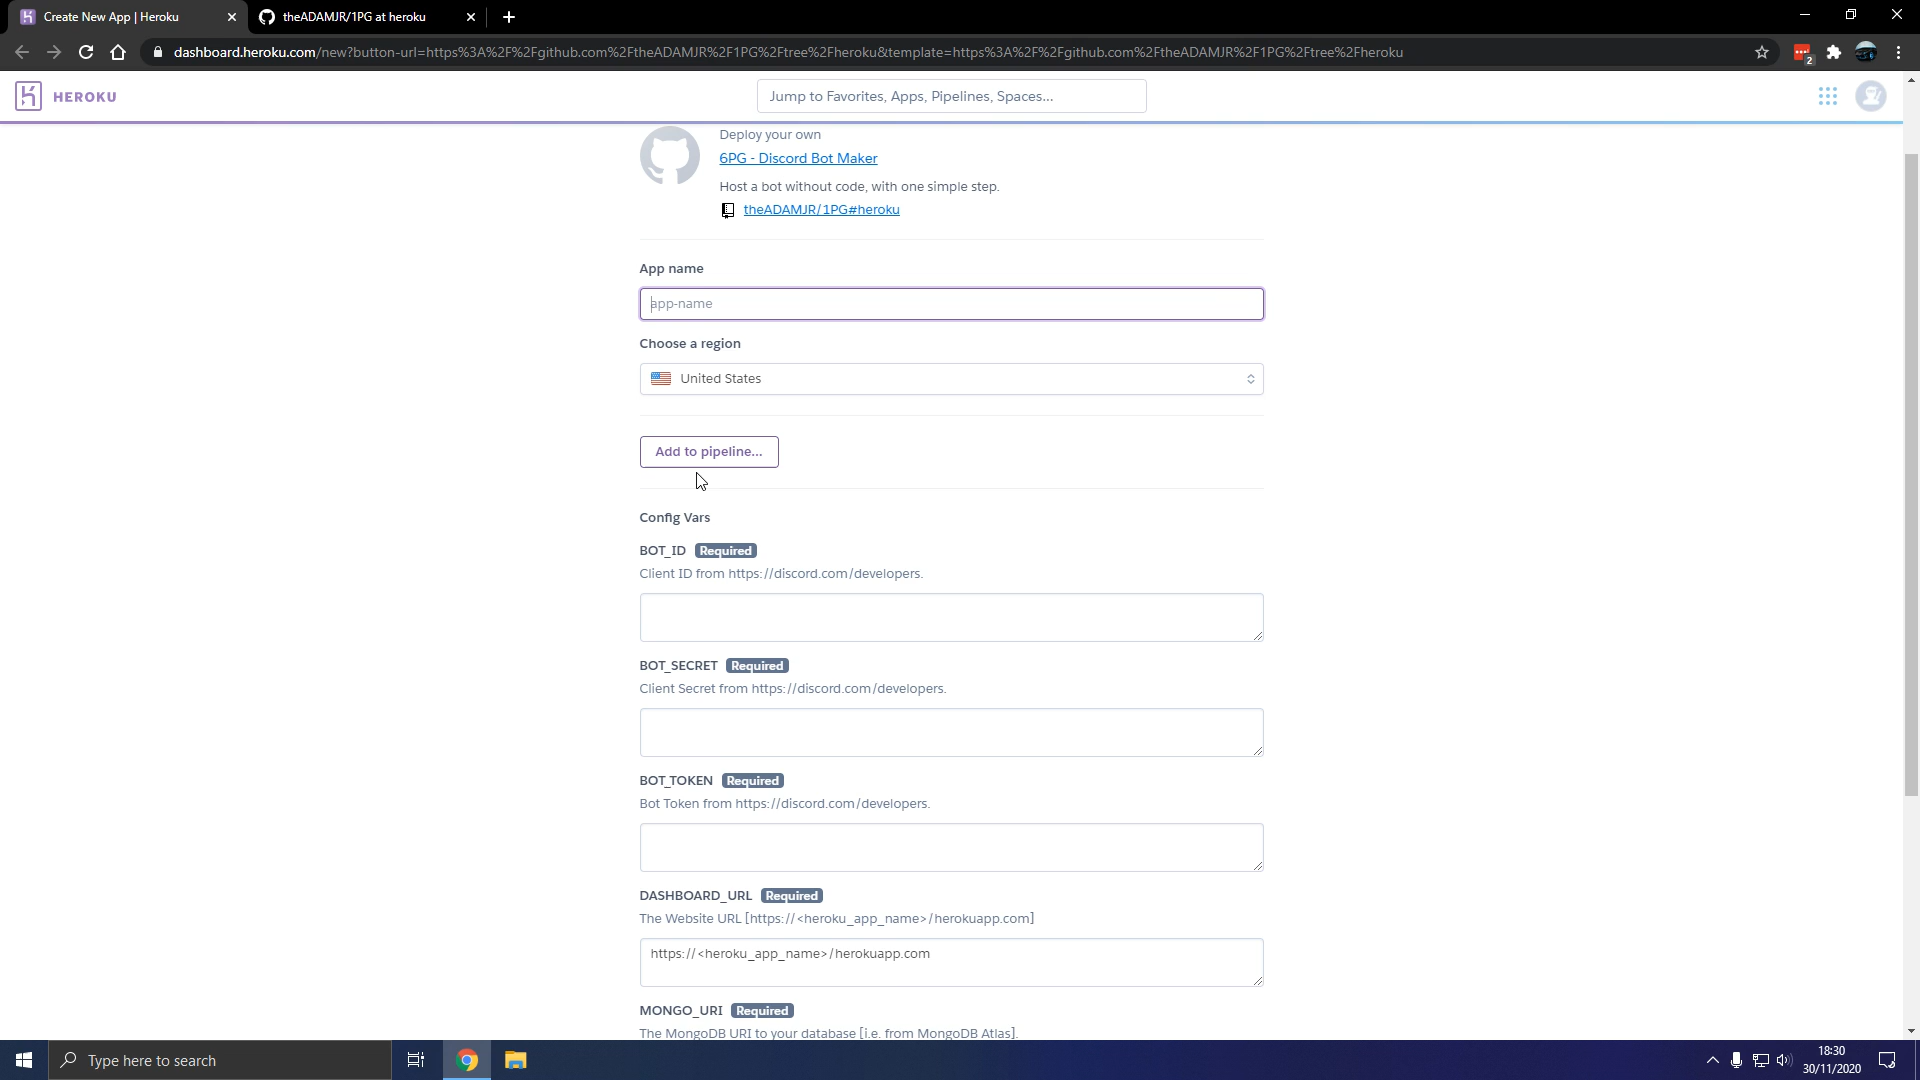 Create New App | Heroku
theADAMJR/1PG at heroku
dashboard.heroku.com/new?button-url=https%3A%2F%2Fgithub.com%2FtheADAMJR%2F1PG%2Ftree%2Fheroku&template=https%3A%2F%2Fgithub.com%2FtheADAMJR%2F1PG%2Ftree%2Fheroku
2
HEROKU
Jump to Favorites, Apps, Pipelines, Spaces...
Deploy your own
6PG - Discord Bot Maker
Host a bot without code, with one simple step.
theADAMJR/1PG#heroku
App name
app-name
Choose a region
United States
Add to pipeline...
Config Vars
BOT_ID Required
Client ID from https://discord.com/developers.
BOT_SECRET Required
Client Secret from https://discord.com/developers.
BOT_TOKEN Required
Bot Token from https://discord.com/developers.
DASHBOARD_URL Required
The Website URL [https://<heroku_app_name>/herokuapp.com]
https://<heroku_app_name>/herokuapp.com
MONGO_URI Required
The MongoDB URI to your database [i.e. from MongoDB Atlas].
Type here to search
18:30
30/11/2020